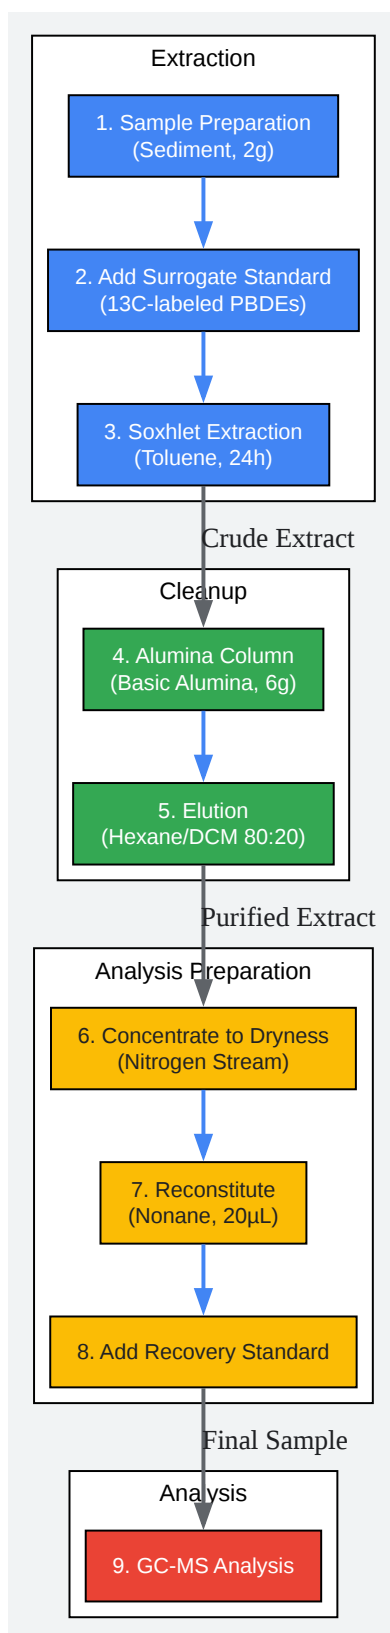 Extraction
1. Sample Preparation
(Sediment, 2g)
2. Add Surrogate Standard
(13C-labeled PBDEs)
3. Soxhlet Extraction
(Toluene, 24h)
Crude Extract
Cleanup
4. Alumina Column
(Basic Alumina, 6g)
5. Elution
(Hexane/DCM 80:20)
Purified Extract
Analysis Preparation
6. Concentrate to Dryness
(Nitrogen Stream)
7. Reconstitute
(Nonane, 20µL)
8. Add Recovery Standard
Final Sample
Analysis
9. GC-MS Analysis